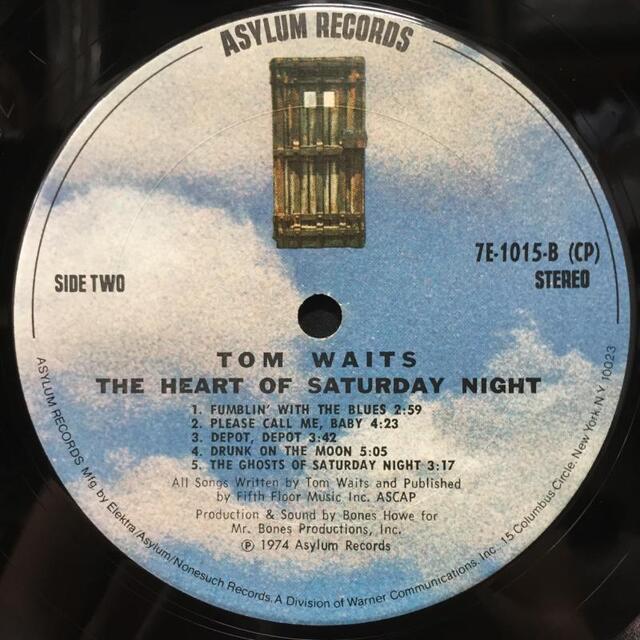 ASYLUM RECORDS
7E-1015-B (CP)
SIDE TWO
STEREO
TOM WAITS
THE HEART OF SATURDAY NIGHT
1. FUMBLIN' WITH THE BLUES 2:59
2. PLEASE CALL ME, BABY 4:23
3. DEPOT, DEPOT 3:42
4. DRUNK ON THE MOON 5:05
5. THE GHOSTS OF SATURDAY NIGHT 3:17
All Songs Written by Tom Waits and Published
by Fifth Floor Music Inc. ASCAP
Production & Sound by Bones Howe for
Mr. Bones Productions, Inc.
℗ 1974 Asylum Records
ASYLUM RECORDS Mfg by Elektra/Asylum/Nonesuch Records. A Division of Warner Communications. Inc. 15 Columbus Circle. New York. N.Y. 10023